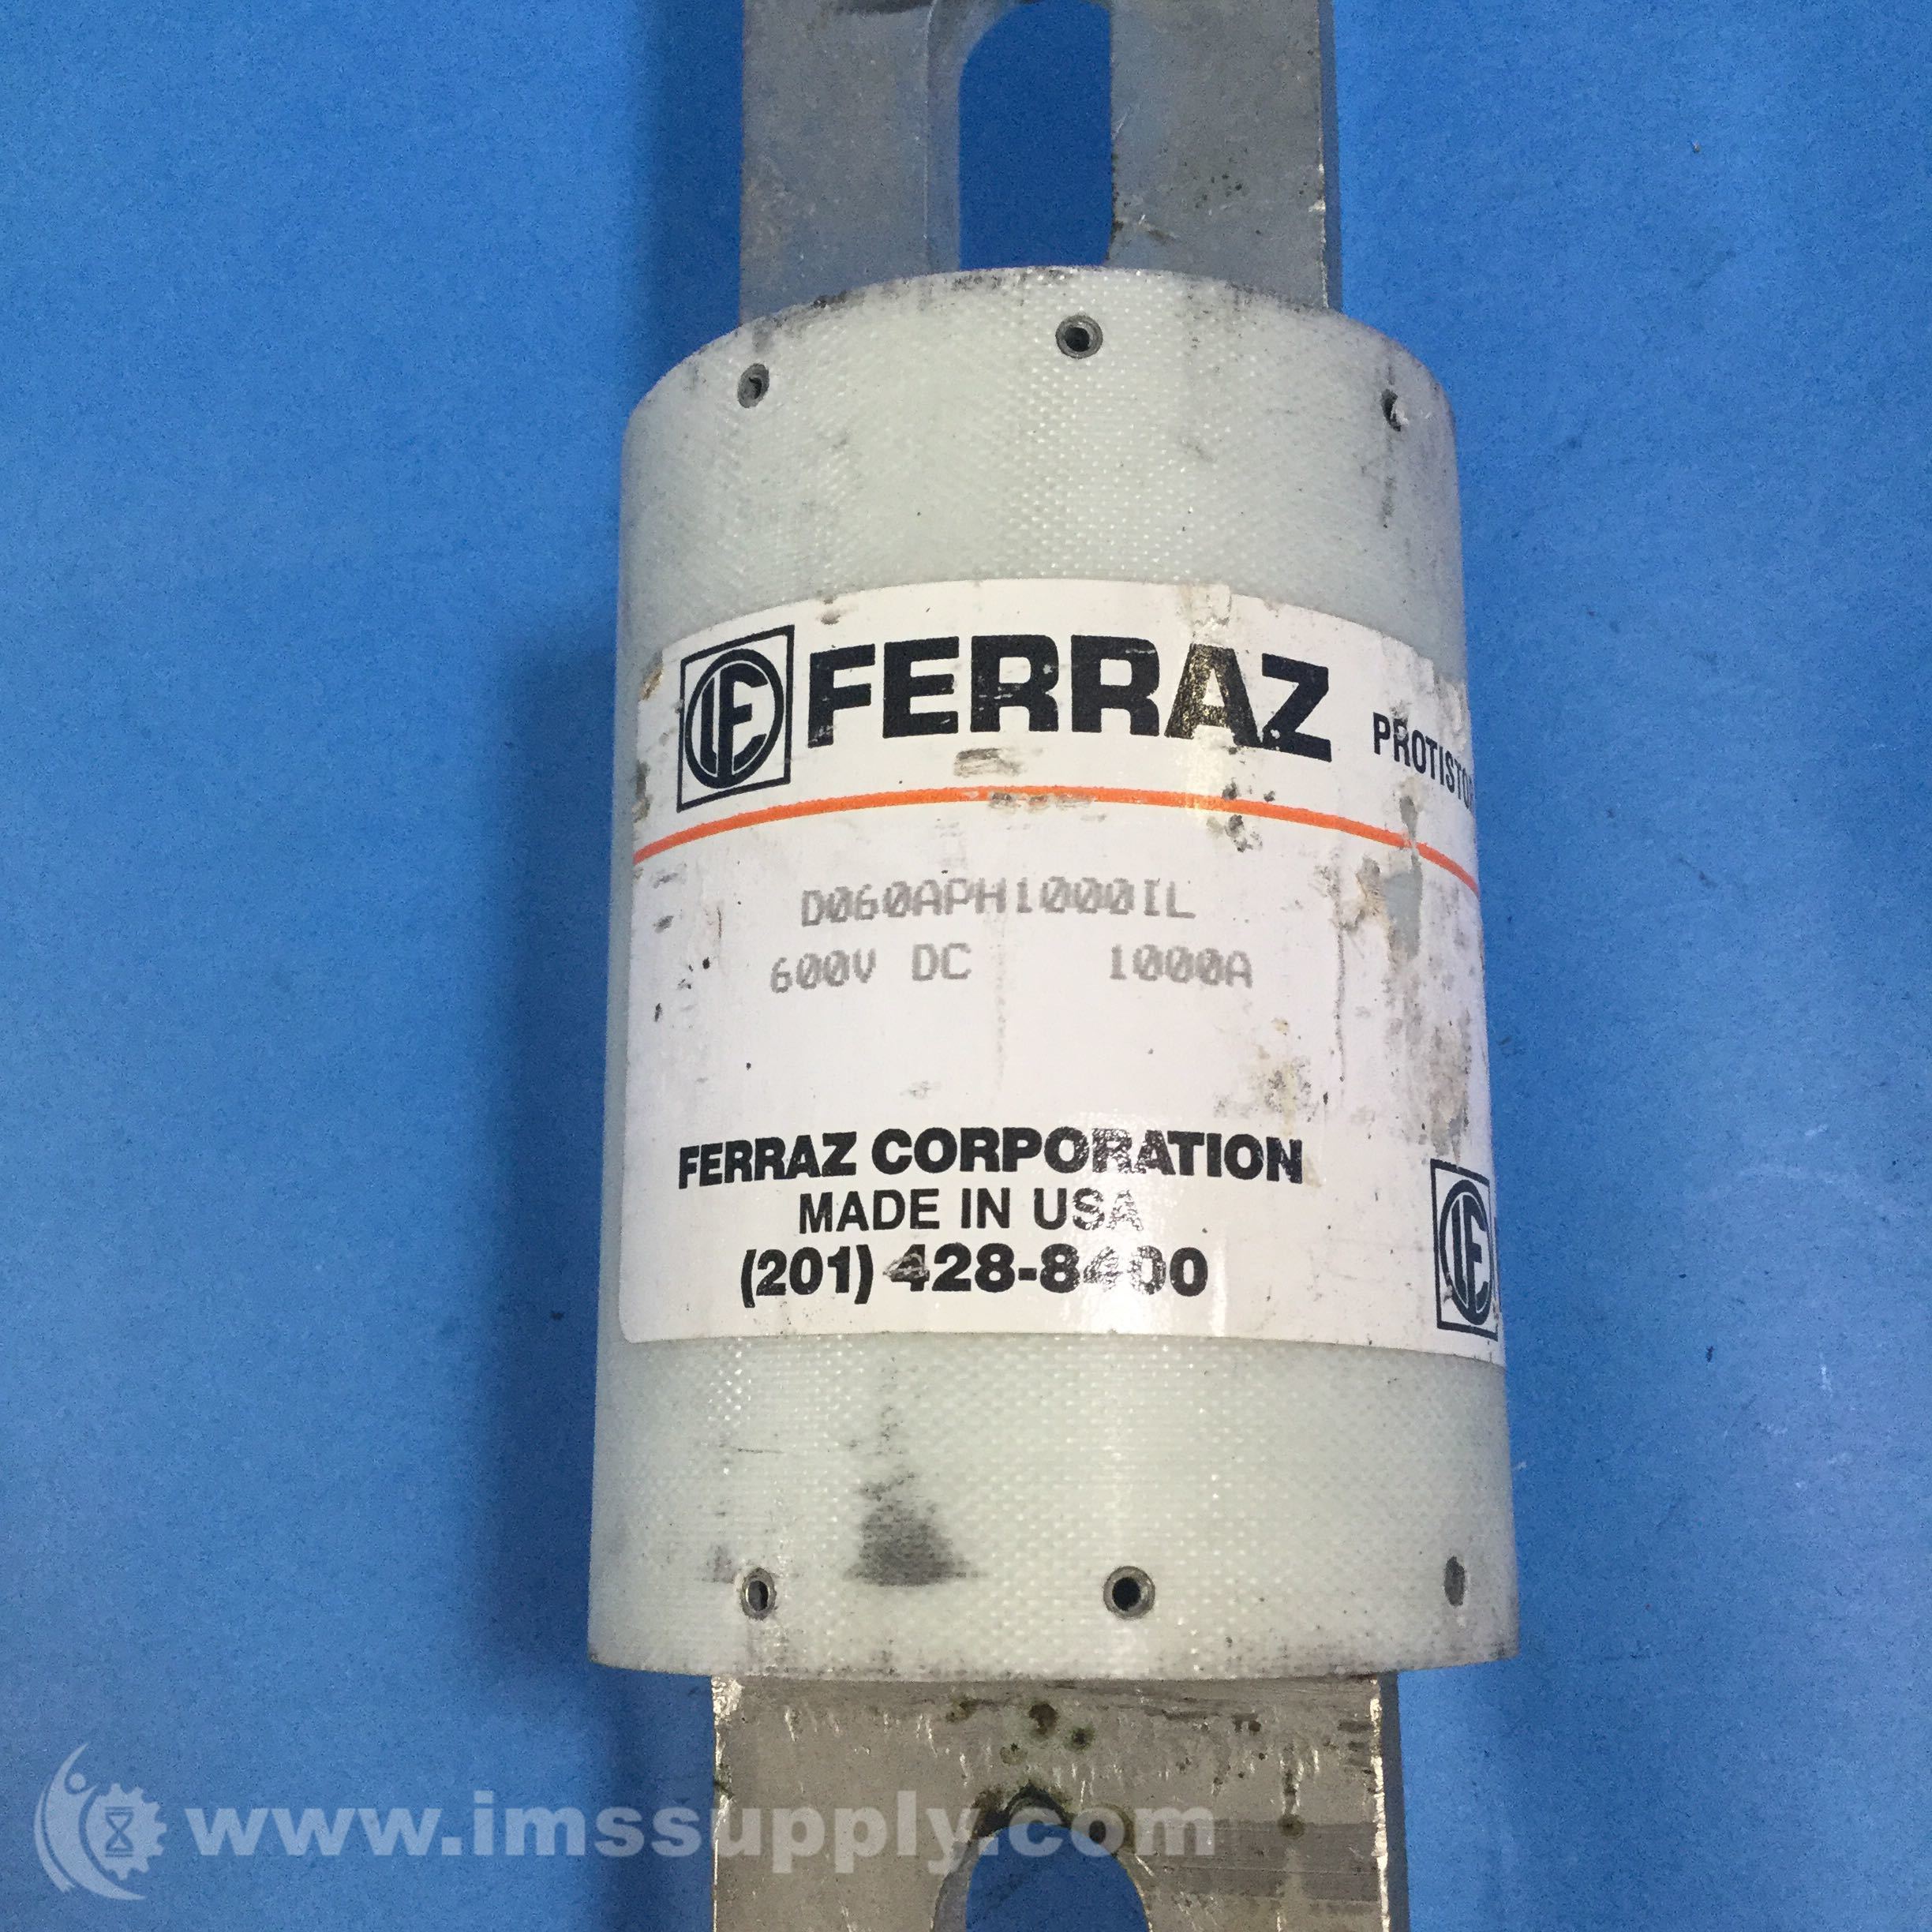 FERRAZ PROTISTOR
D060APH1000IL
600V DC 1000A
FERRAZ CORPORATION
MADE IN USA
(201) 428-8400
www.imssupply.com